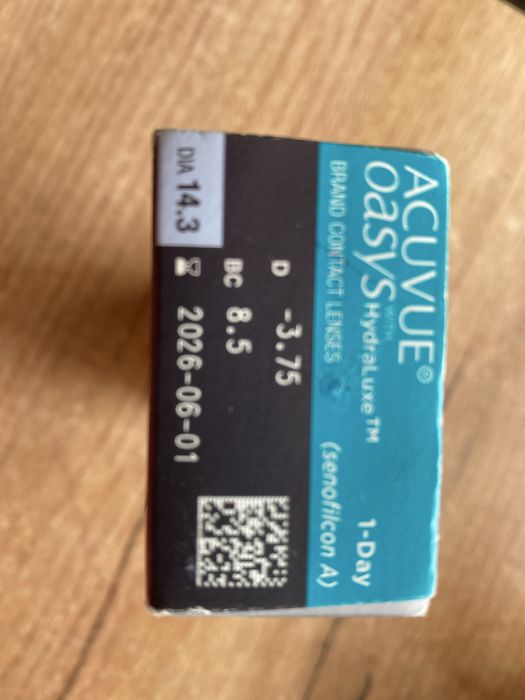 ACUVUE®
oasys WITH HydraLuxe™ 1-Day
BRAND CONTACT LENSES (senofilcon A)
D -3.75
BC 8.5
DIA 14.3 2026-06-01